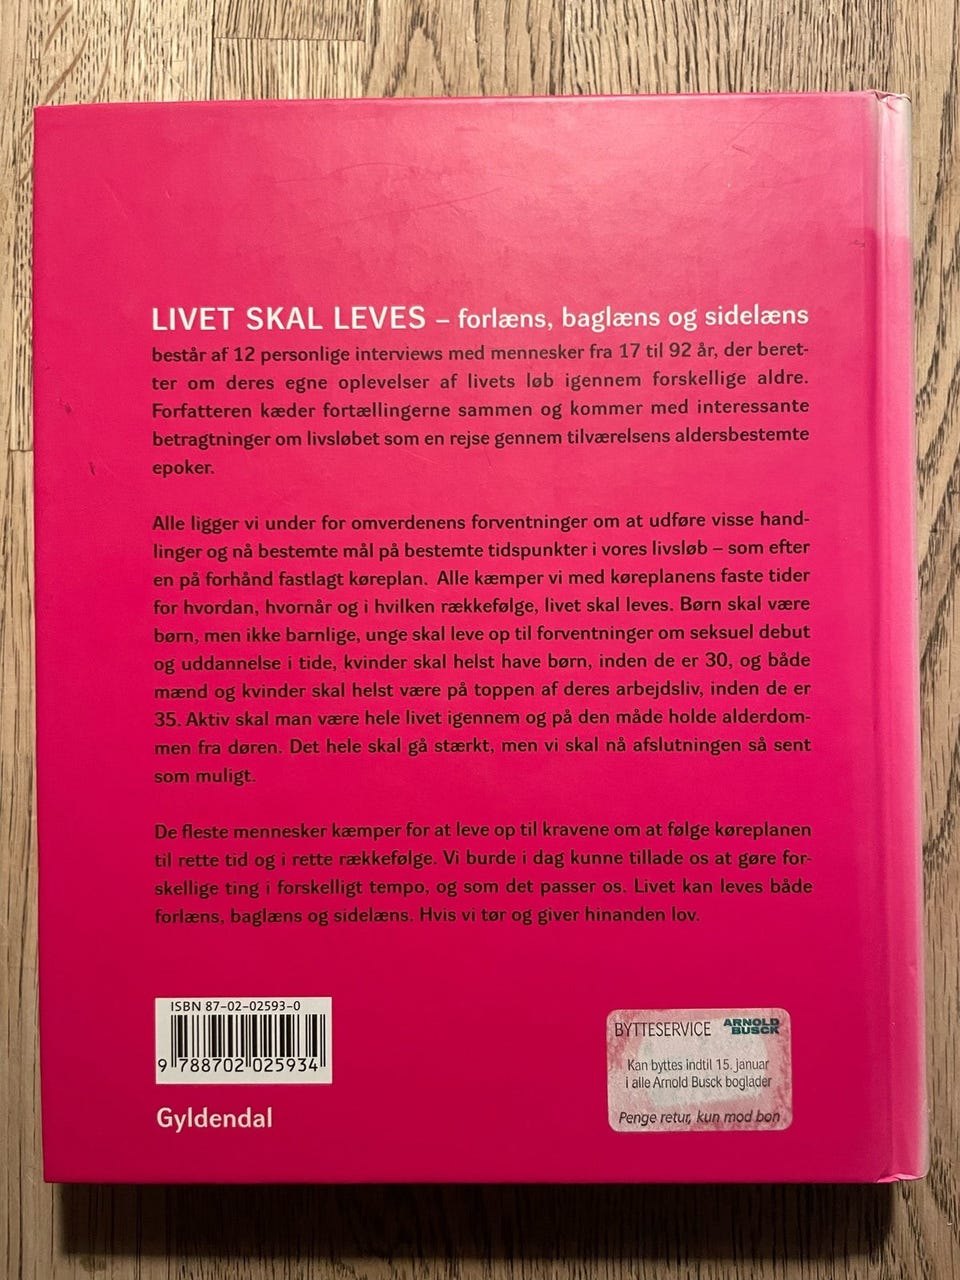 LIVET SKAL LEVES – forlæns, baglæns og sidelæns
består af 12 personlige interviews med mennesker fra 17 til 92 år, der beret-
ter om deres egne oplevelser af livets løb igennem forskellige aldre.
Forfatteren kæder fortællingerne sammen og kommer med interessante
betragtninger om livsløbet som en rejse gennem tilværelsens aldersbestemte
epoker.
Alle ligger vi under for omverdenens forventninger om at udføre visse hand-
linger og nå bestemte mål på bestemte tidspunkter i vores livsløb – som efter
en på forhånd fastlagt køreplan. Alle kæmper vi med køreplanens faste tider
for hvordan, hvornår og i hvilken rækkefølge, livet skal leves. Børn skal være
børn, men ikke barnlige, unge skal leve op til forventninger om seksuel debut
og uddannelse i tide, kvinder skal helst have børn, inden de er 30, og både
mænd og kvinder skal helst være på toppen af deres arbejdsliv, inden de er
35. Aktiv skal man være hele livet igennem og på den måde holde alderdom-
men fra døren. Det hele skal gå stærkt, men vi skal nå afslutningen så sent
som muligt.
De fleste mennesker kæmper for at leve op til kravene om at følge køreplanen
til rette tid og i rette rækkefølge. Vi burde i dag kunne tillade os at gøre for-
skellige ting i forskelligt tempo, og som det passer os. Livet kan leves både
forlæns, baglæns og sidelæns. Hvis vi tør og giver hinanden lov.
ISBN 87-02-02593-0
9 788702 025934
Gyldendal
BYTTESERVICE ARNOLD BUSCK
Kan byttes indtil 15. januar
i alle Arnold Busck boglader
Penge retur, kun mod bon